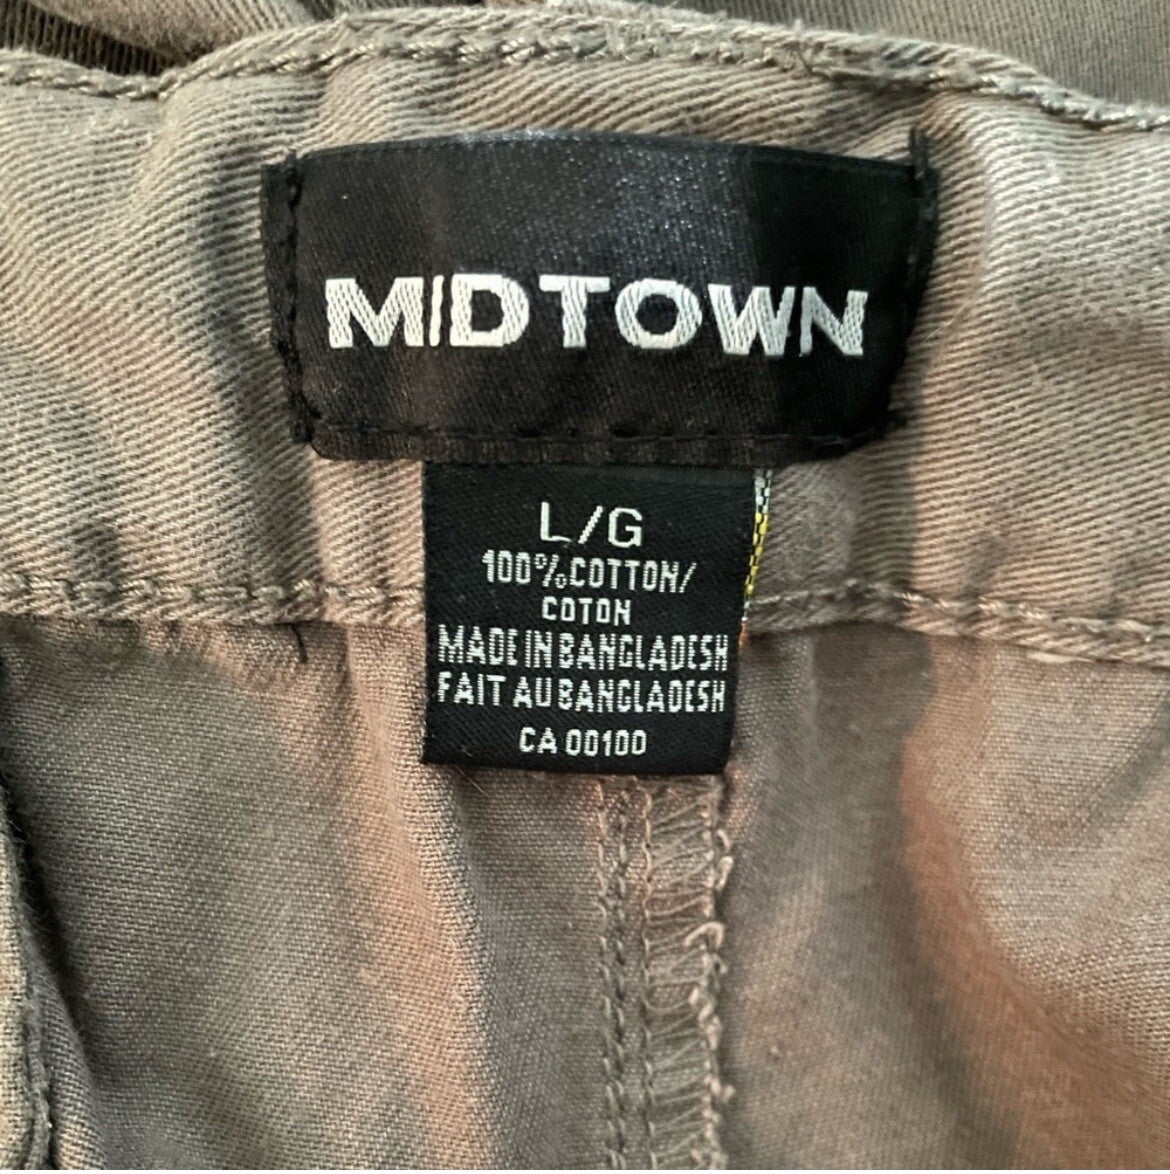 MIDTOWN
L/G
100%COTTON/
COTON
MADE IN BANGLADESH
FAIT AU BANGLADESH
CA 00100